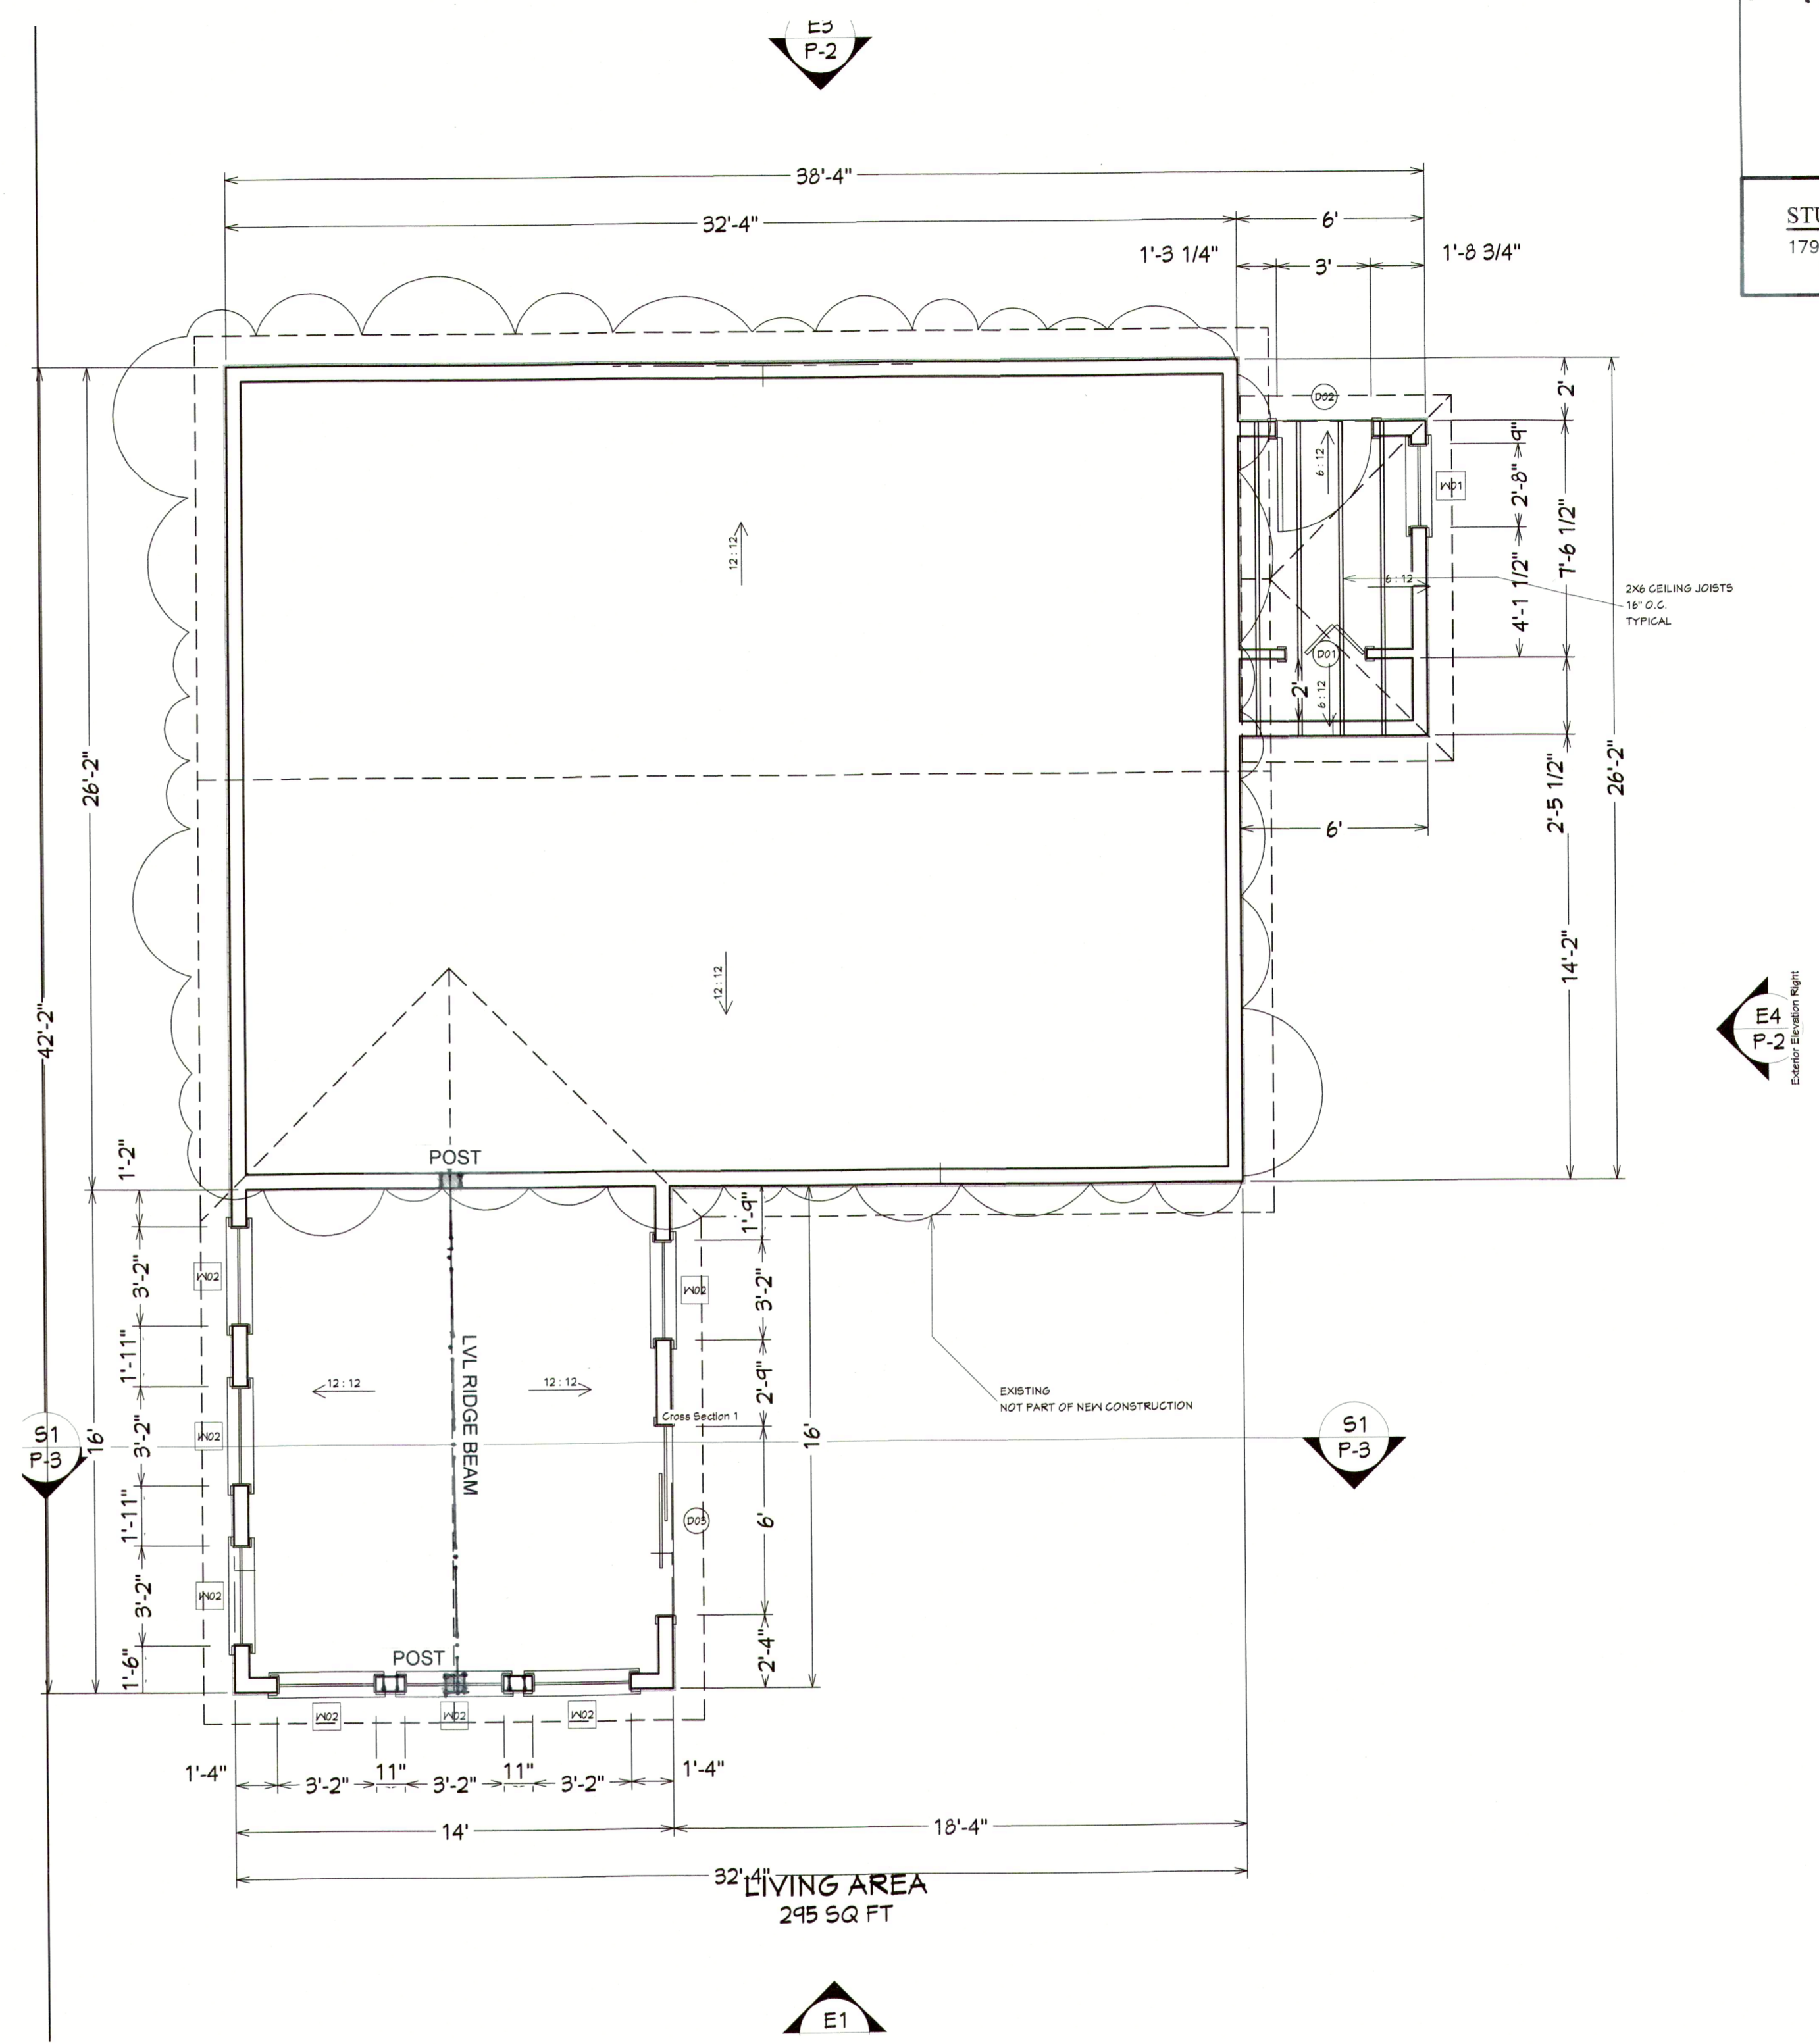 E3
P-2
STU
179
38'-4"
32'-4"
6'
1'-3 1/4"
3'
1'-8 3/4"
D02
2'
9"
W01
2'-8"
6:12
7'-6 1/2"
4'-1 1/2"
6:12
2X6 CEILING JOISTS
16" O.C.
TYPICAL
12:12
D01
2'
6:12
26'-2"
26'-2"
2'-5 1/2"
6'
14'-2"
12:12
42'-2"
E4
P-2
Exterior Elevation Right
POST
1'-2"
1'-9"
3'-2"
W02
W02
3'-2"
1'-11"
12:12
12:12
LVL RIDGE BEAM
2'-9"
EXISTING
NOT PART OF NEW CONSTRUCTION
Cross Section 1
S1
P-3
16'
3'-2"
W02
16'
S1
P-3
1'-11"
6'
D03
3'-2"
W02
1'-6"
POST
2'-4"
W02
W02
W02
1'-4"
3'-2"
11"
3'-2"
11"
3'-2"
1'-4"
14'
18'-4"
32'-4"
LIVING AREA
295 SQ FT
E1